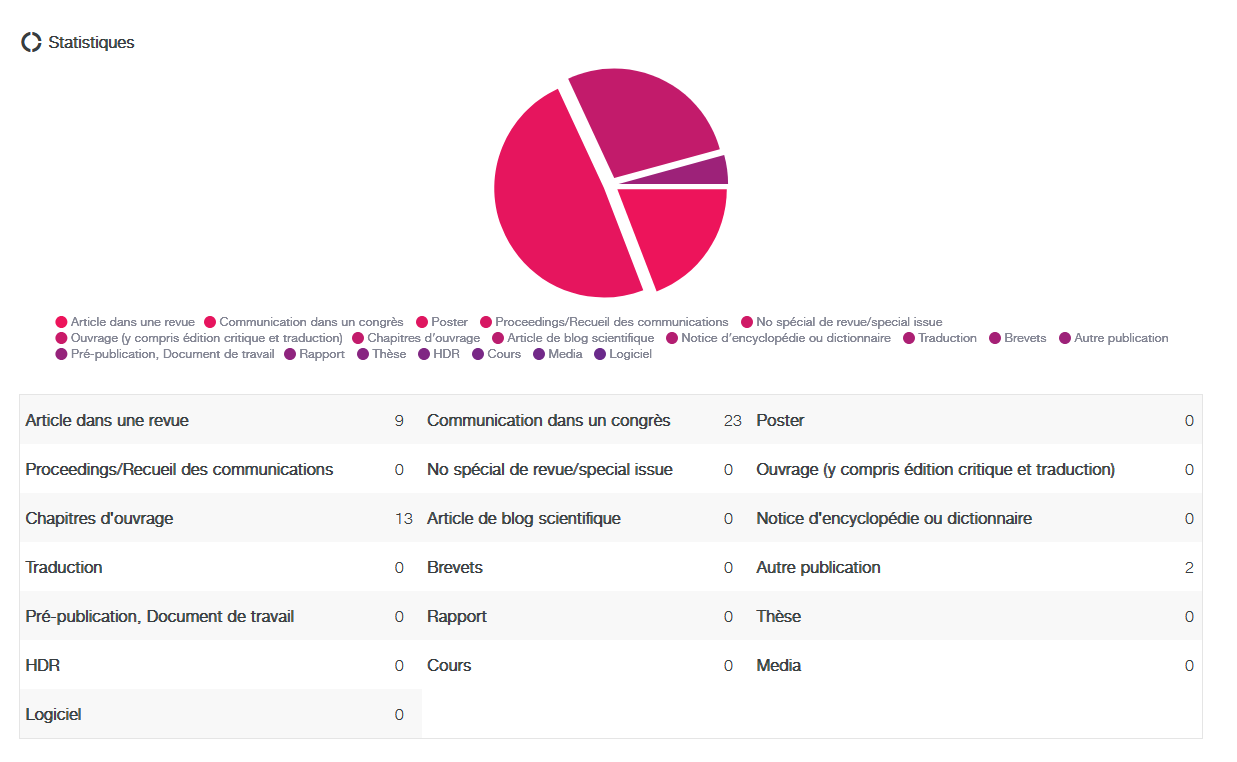 Statistiques
Article dans une revue Communication dans un congrès Poster Proceedings/Recueil des communications No spécial de revue/special issue
Ouvrage (y compris édition critique et traduction) Chapitres d'ouvrage Article de blog scientifique Notice d'encyclopédie ou dictionnaire Traduction Brevets Autre publication
Pré-publication, Document de travail Rapport Thèse HDR Cours Media Logiciel
Article dans une revue 9 Communication dans un congrès 23 Poster 0
Proceedings/Recueil des communications 0 No spécial de revue/special issue 0 Ouvrage (y compris édition critique et traduction) 0
Chapitres d'ouvrage 13 Article de blog scientifique 0 Notice d'encyclopédie ou dictionnaire 0
Traduction 0 Brevets 0 Autre publication 2
Pré-publication, Document de travail 0 Rapport 0 Thèse 0
HDR 0 Cours 0 Media 0
Logiciel 0